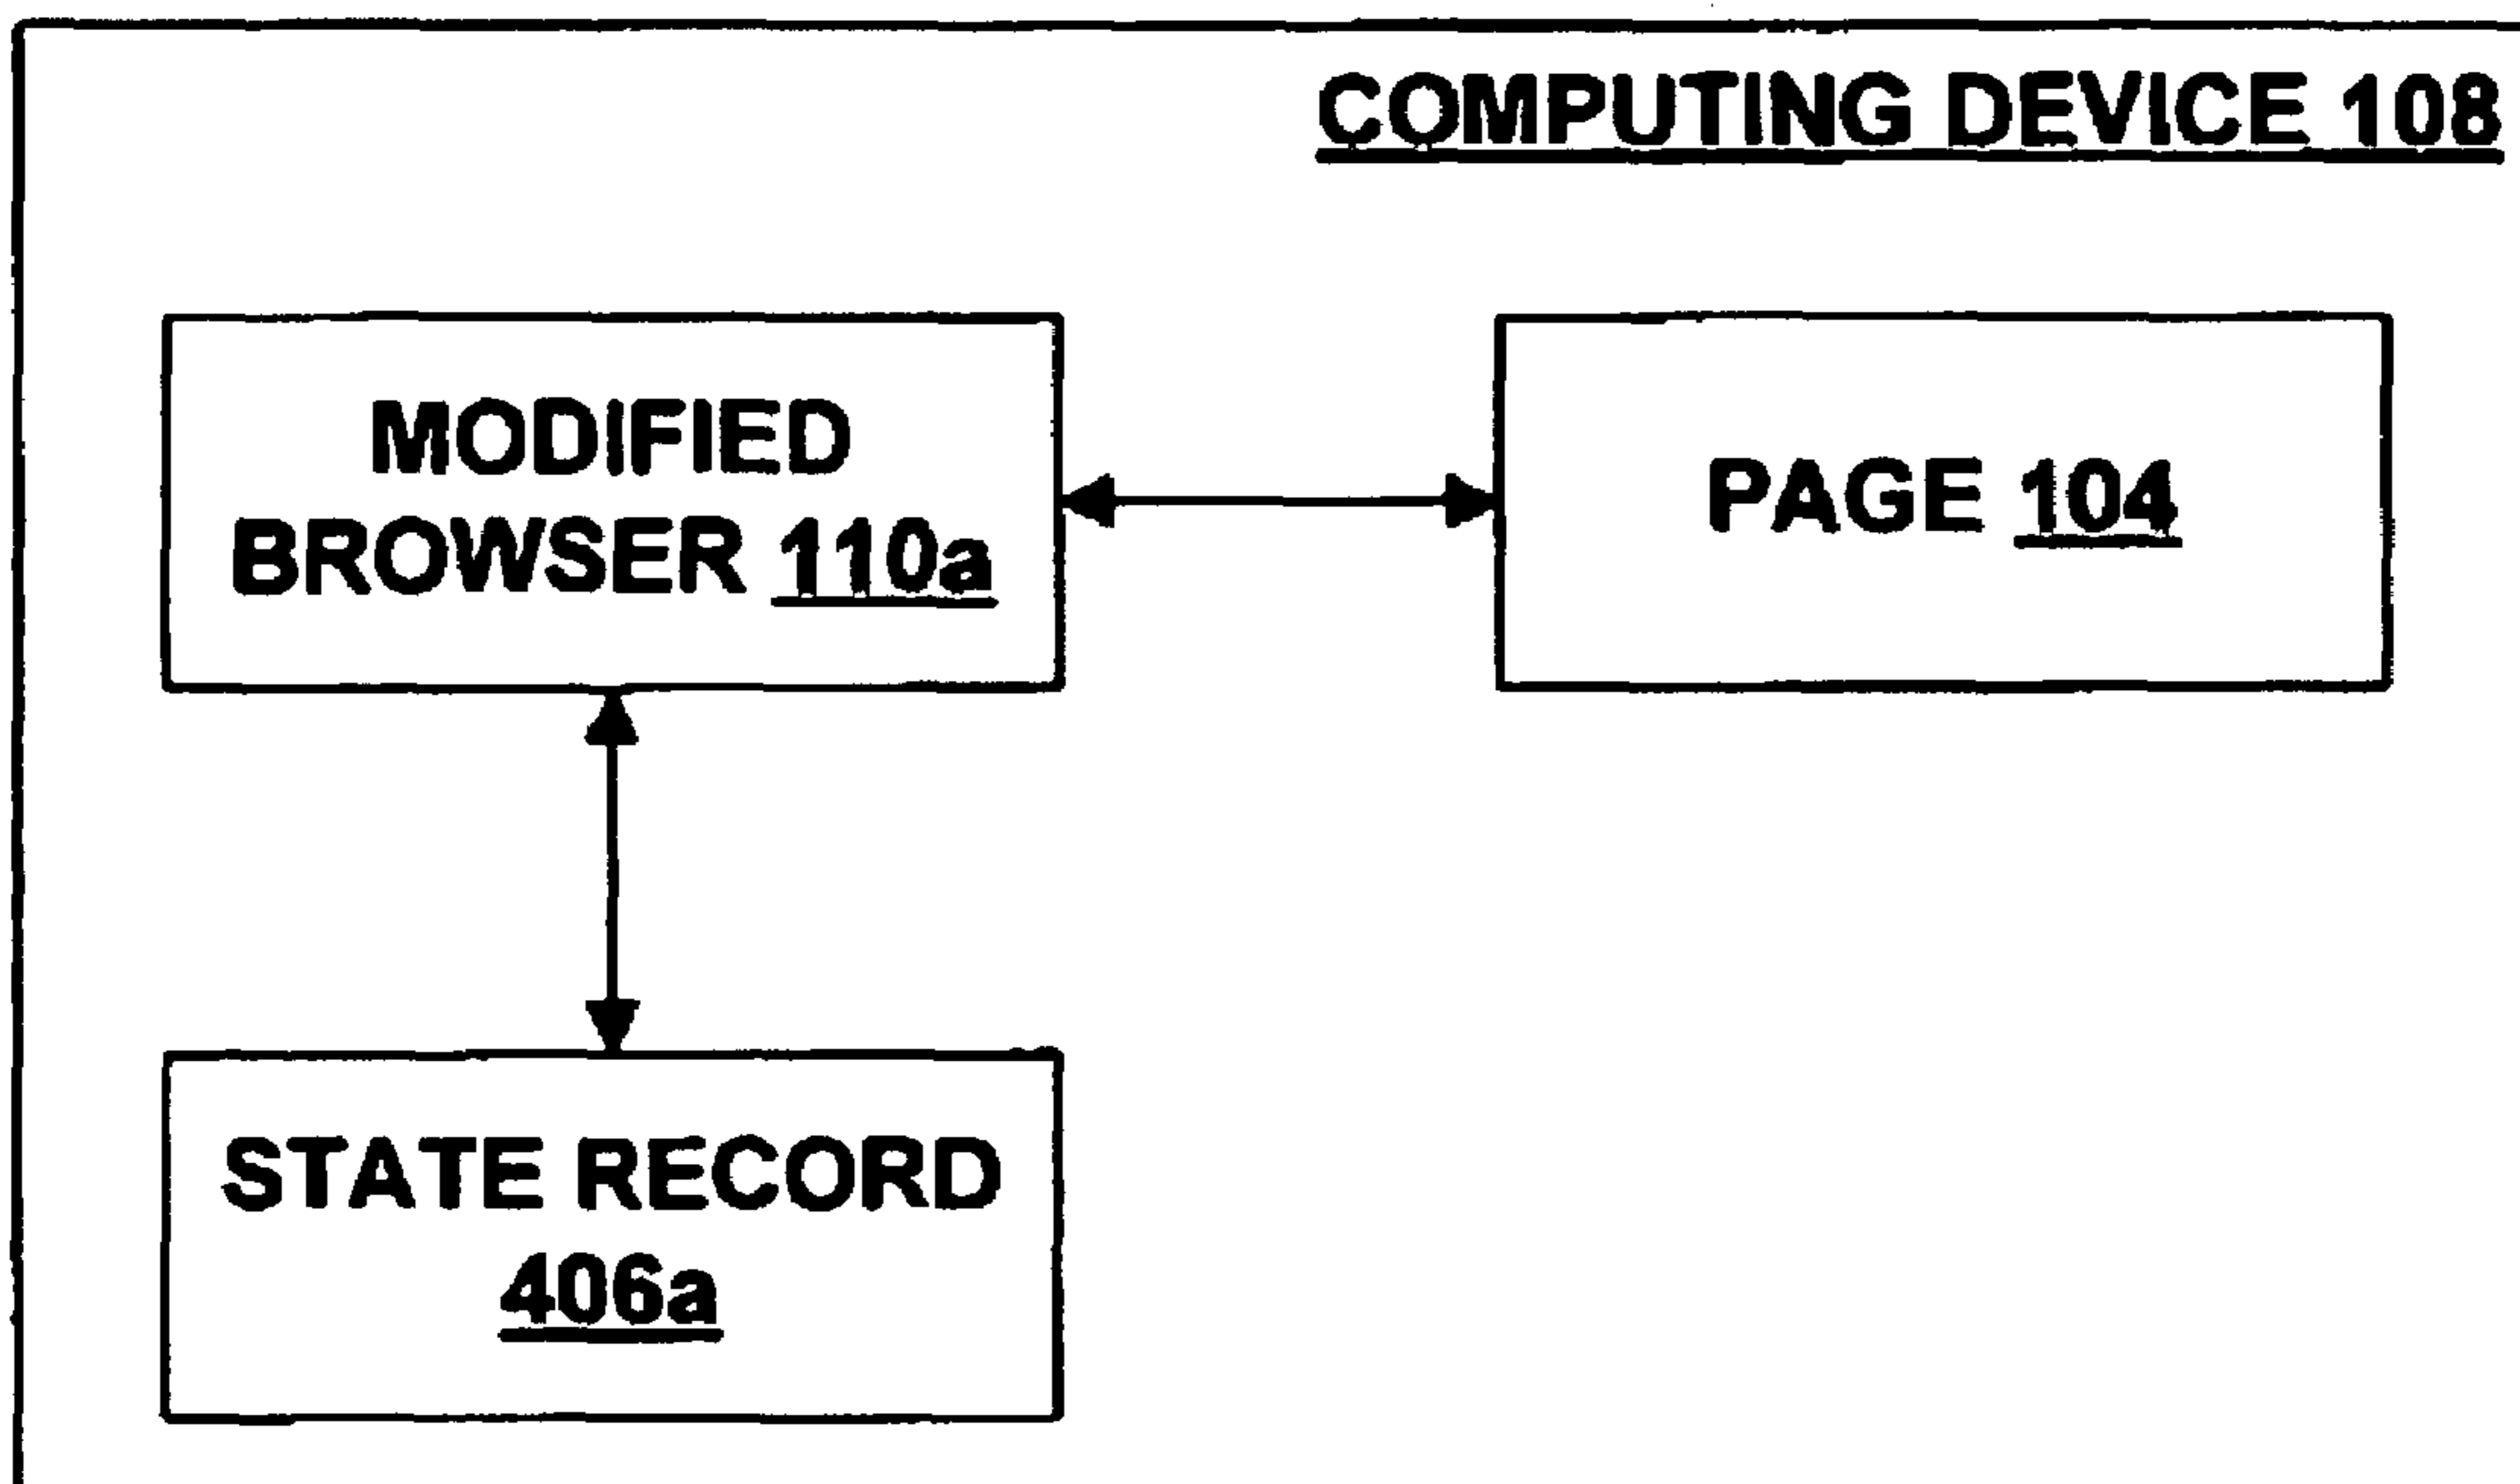 COMPUTING DEVICE 108
MODIFIED
BROWSER 110a
PAGE 104
STATE RECORD
406a